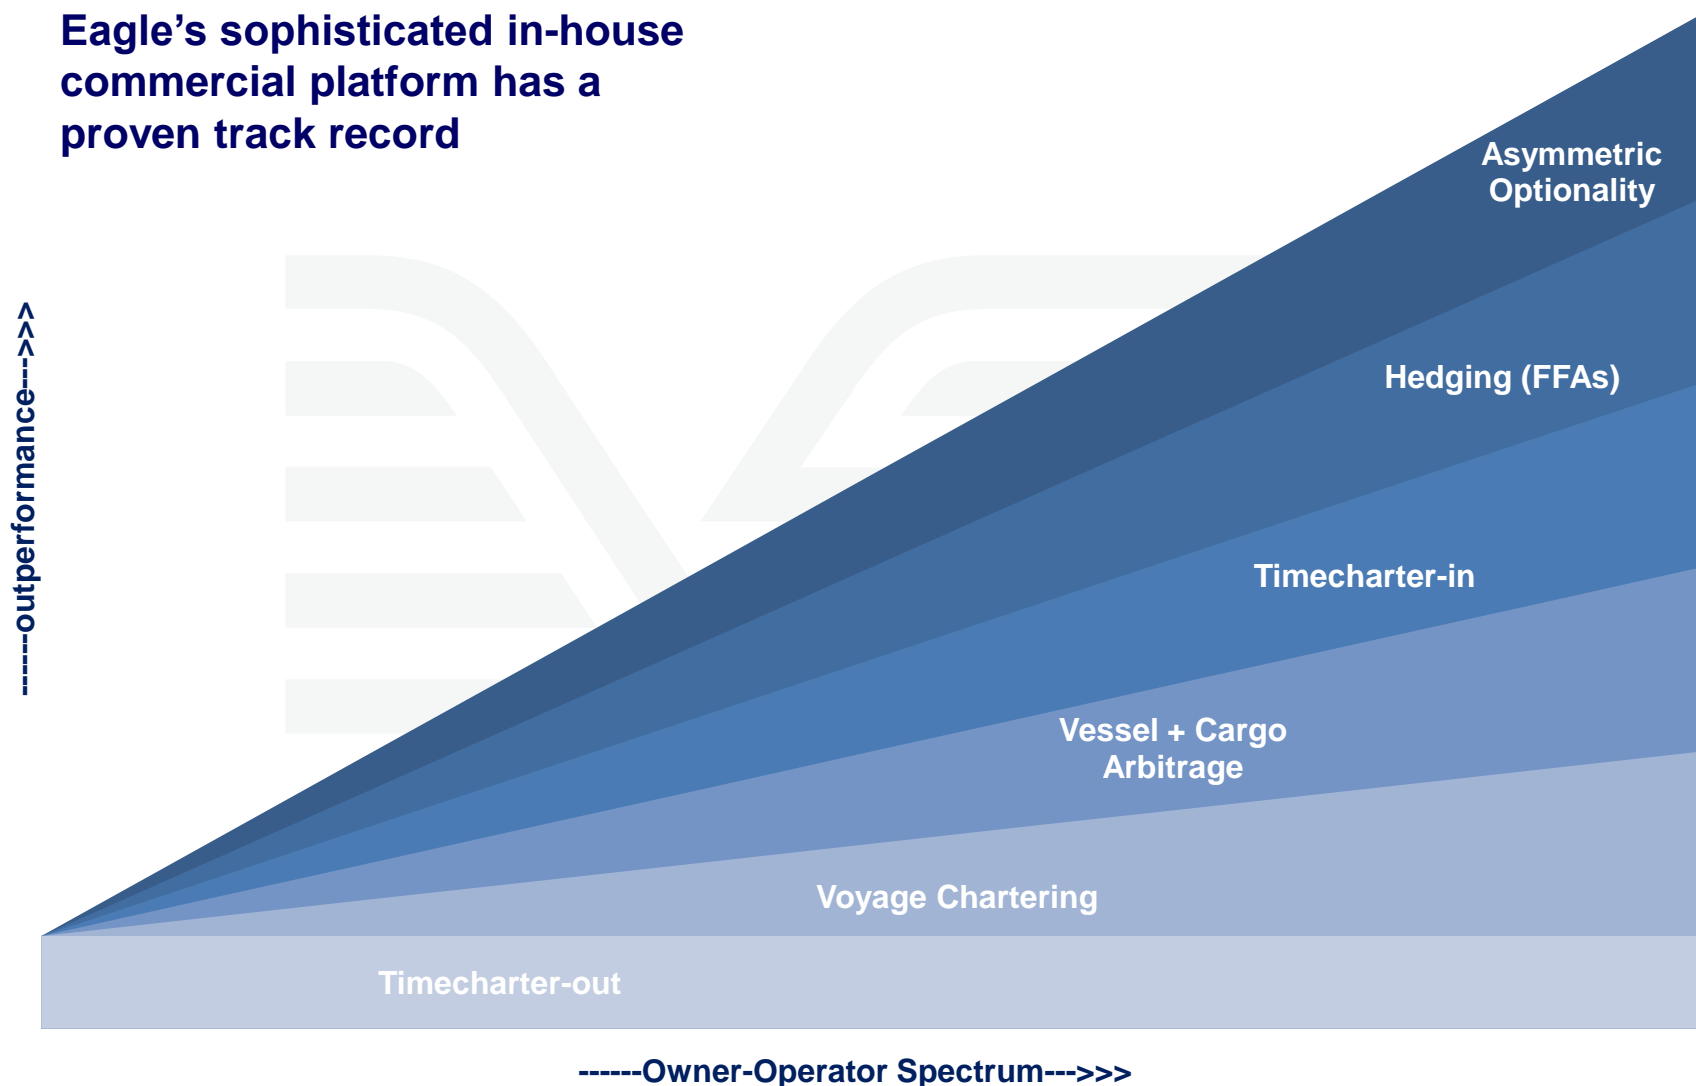 Eagle’s sophisticated in-house
commercial platform has a
proven track record
Asymmetric
Optionality
Hedging (FFAs)
Timecharter-in
Vessel + Cargo
Arbitrage
Voyage Chartering
Timecharter-out
------outperformance--->>>
------Owner-Operator Spectrum--->>>